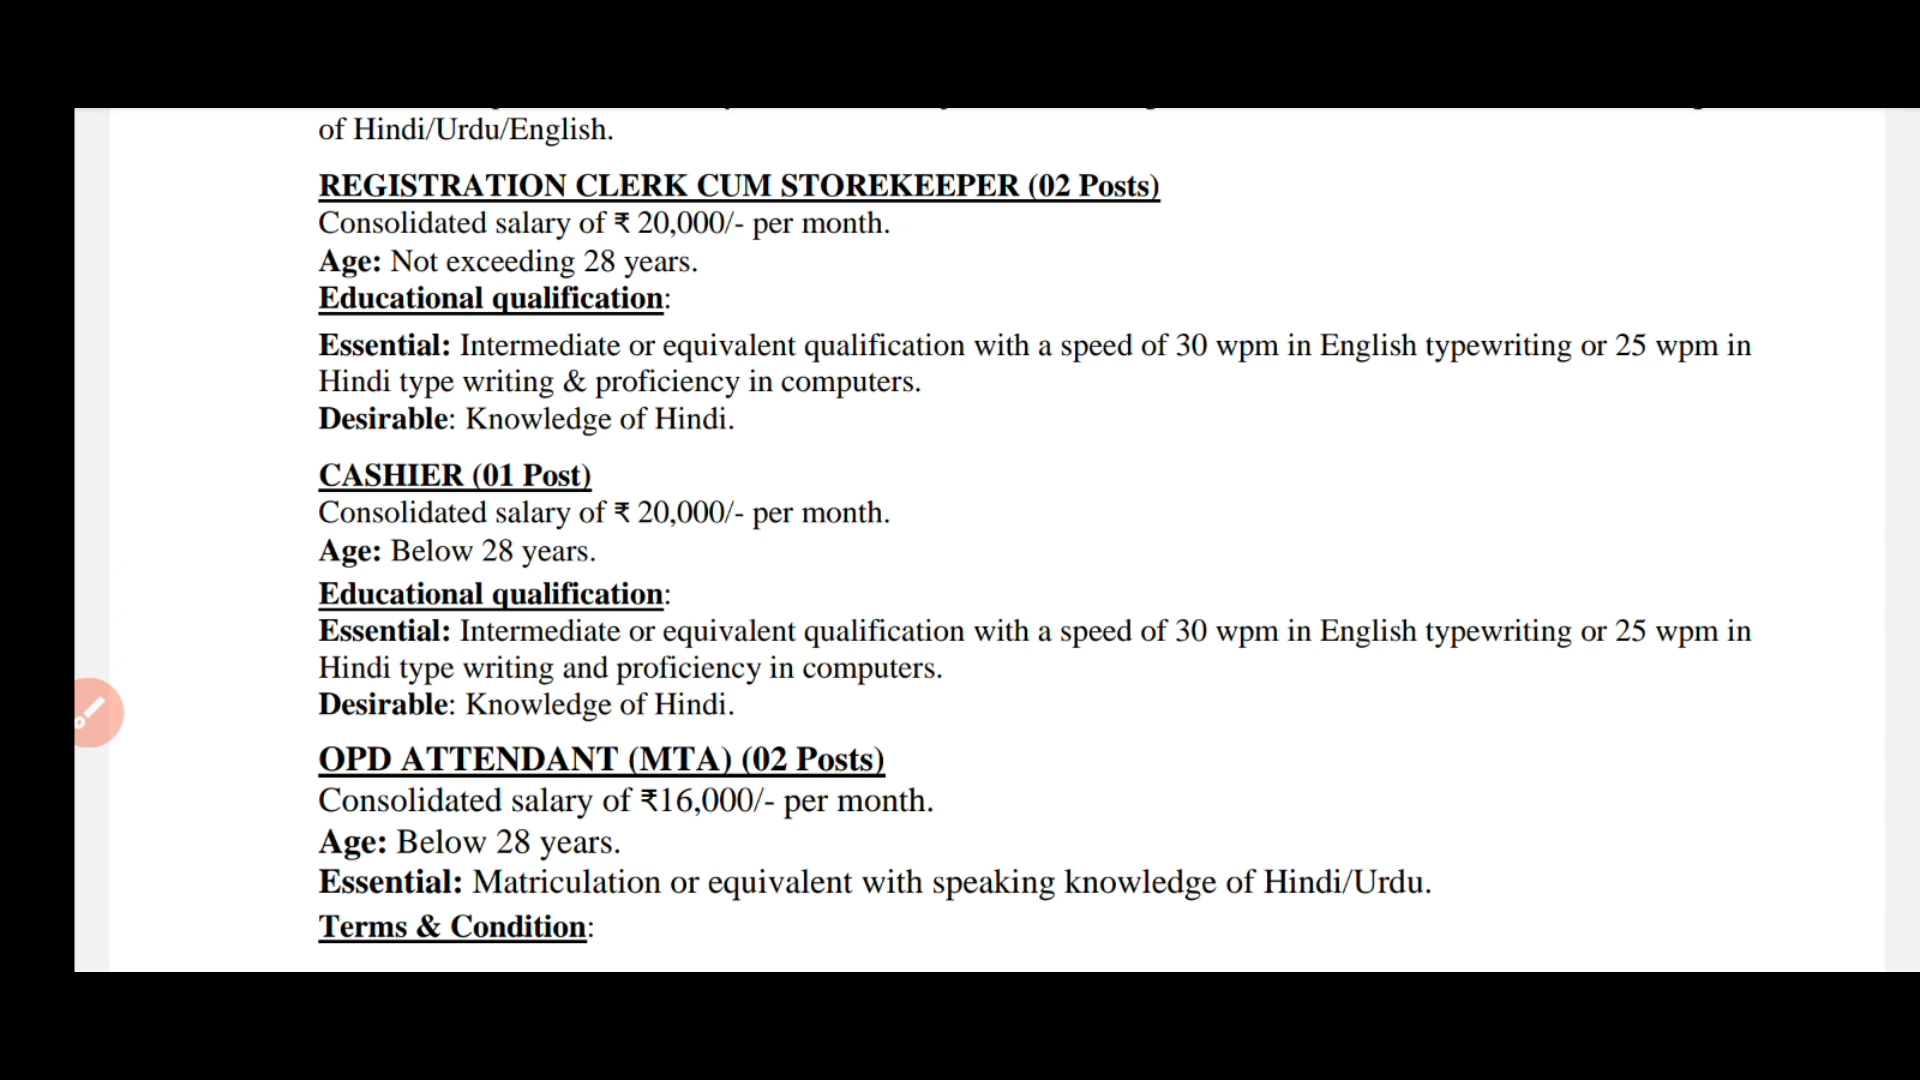 of Hindi/Urdu/English.
REGISTRATION CLERK CUM STOREKEEPER (02 Posts)
Consolidated salary of ₹ 20,000/- per month.
Age: Not exceeding 28 years.
Educational qualification:
Essential: Intermediate or equivalent qualification with a speed of 30 wpm in English typewriting or 25 wpm in
Hindi type writing & proficiency in computers.
Desirable: Knowledge of Hindi.
CASHIER (01 Post)
Consolidated salary of ₹ 20,000/- per month.
Age: Below 28 years.
Educational qualification:
Essential: Intermediate or equivalent qualification with a speed of 30 wpm in English typewriting or 25 wpm in
Hindi type writing and proficiency in computers.
Desirable: Knowledge of Hindi.
OPD ATTENDANT (MTA) (02 Posts)
Consolidated salary of ₹16,000/- per month.
Age: Below 28 years.
Essential: Matriculation or equivalent with speaking knowledge of Hindi/Urdu.
Terms & Condition: